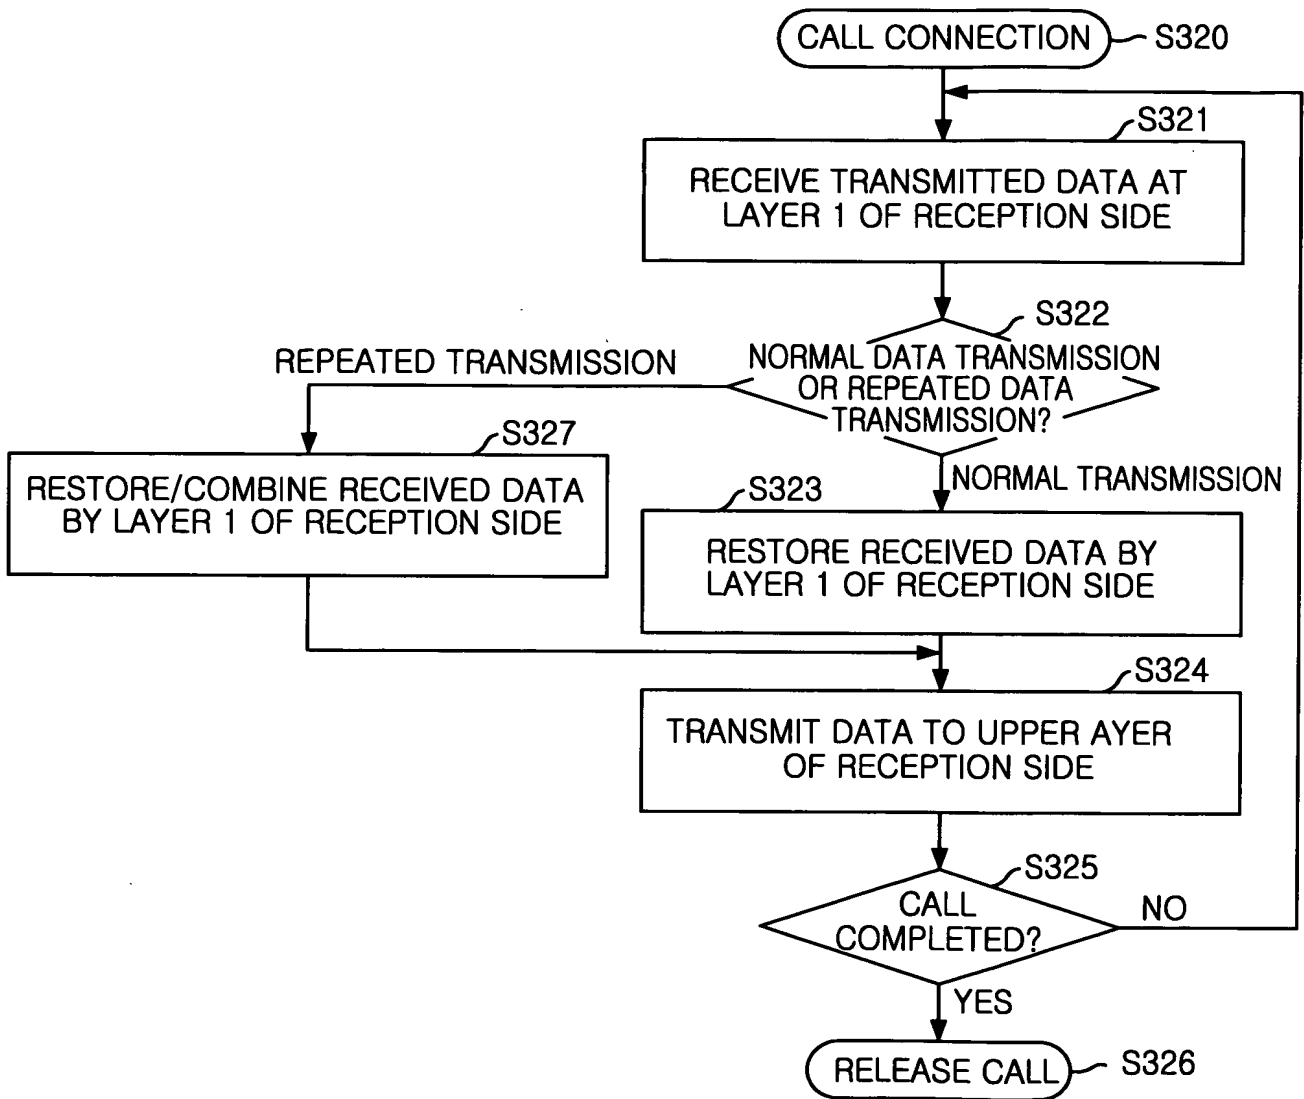 CALL CONNECTION
S320
S321
RECEIVE TRANSMITTED DATA AT
LAYER 1 OF RECEPTION SIDE
S322
NORMAL DATA TRANSMISSION
OR REPEATED DATA
TRANSMISSION?
REPEATED TRANSMISSION
S327
RESTORE/COMBINE RECEIVED DATA
BY LAYER 1 OF RECEPTION SIDE
NORMAL TRANSMISSION
S323
RESTORE RECEIVED DATA BY
LAYER 1 OF RECEPTION SIDE
S324
TRANSMIT DATA TO UPPER AYER
OF RECEPTION SIDE
S325
CALL
COMPLETED?
NO
YES
RELEASE CALL
S326